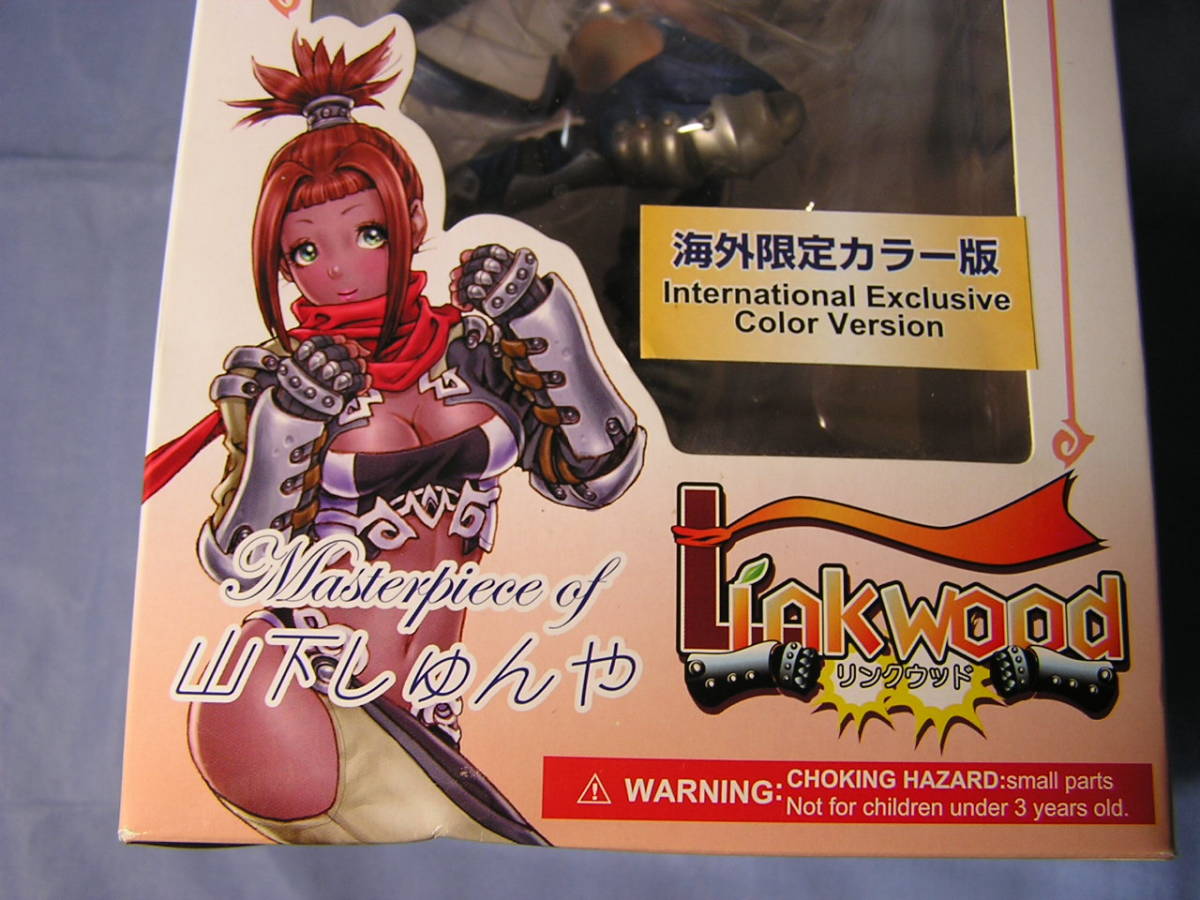 海外限定カラー版
International Exclusive
Color Version
Masterpiece of
山下しゅんや
Linkwood
リンクウッド
WARNING: CHOKING HAZARD:small parts
Not for children under 3 years old.